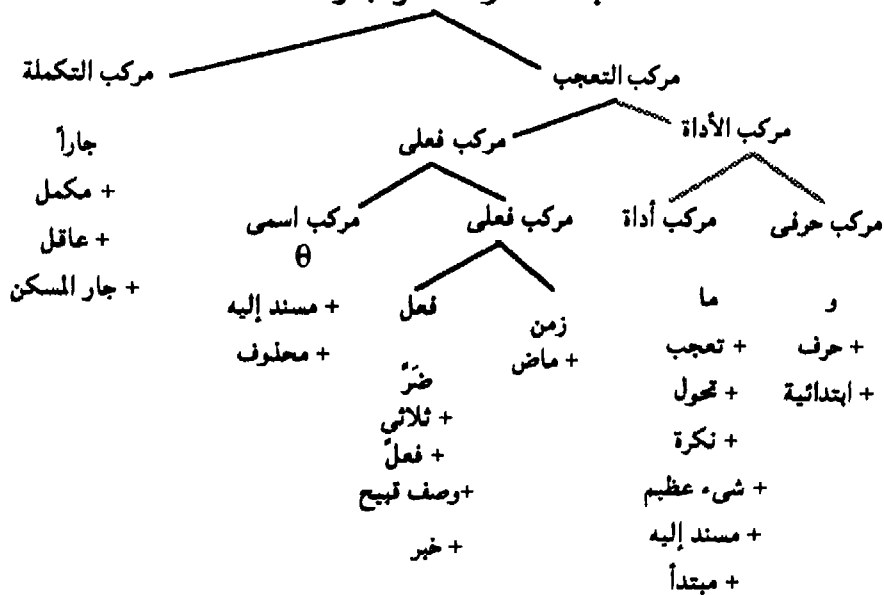 مركب التعجب مركب التكملة
مركب الأداة مركب فعلى جاراً
+ مكمل
مركب حرفى مركب أداة مركب فعلى مركب اسمى + عاقل
θ
و ما زمن فعل + مسند إليه + جار المسكن
+ حرف + تعجب + ماض + محذوف
+ ابتدائية + تحول ضَرَّ
+ نكرة + ثلاثي
+ شىء عظيم + فعلَ
+ مسند إليه +وصف قبيح
+ مبتدأ + خبر